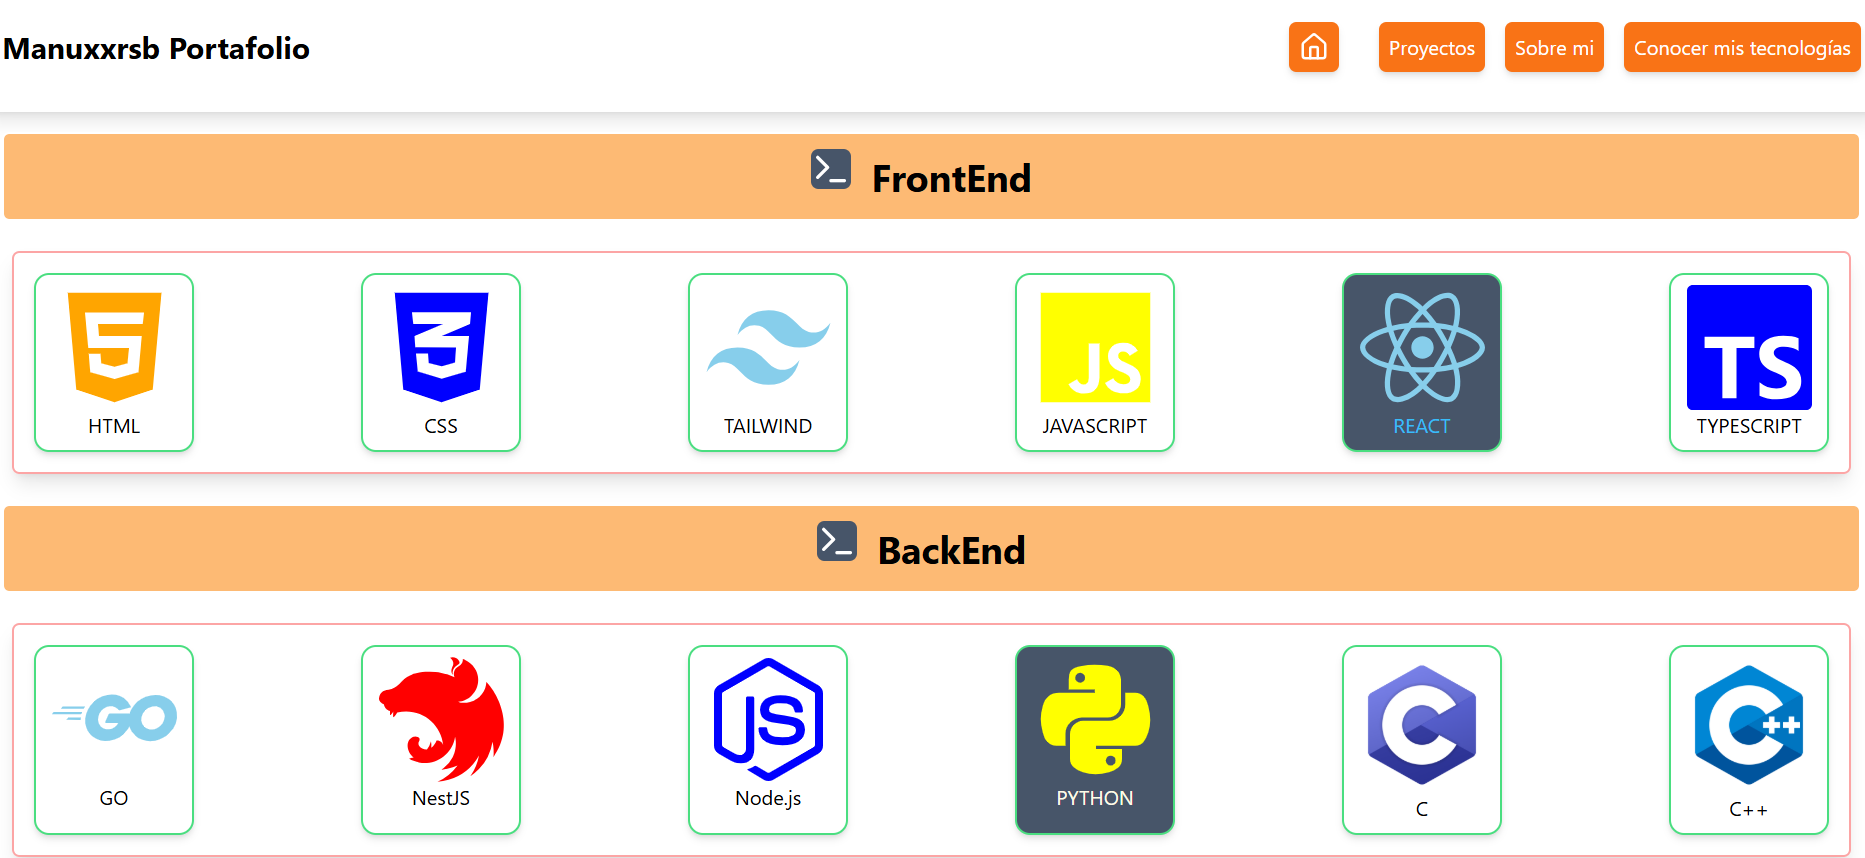 Manuxxrsb Portafolio
Proyectos
Sobre mi
Conocer mis tecnologías
FrontEnd
5
3
JS
TS
HTML
CSS
TAILWIND
JAVASCRIPT
REACT
TYPESCRIPT
BackEnd
GO
JS
C
C++
GO
NestJS
Node.js
PYTHON
C
C++